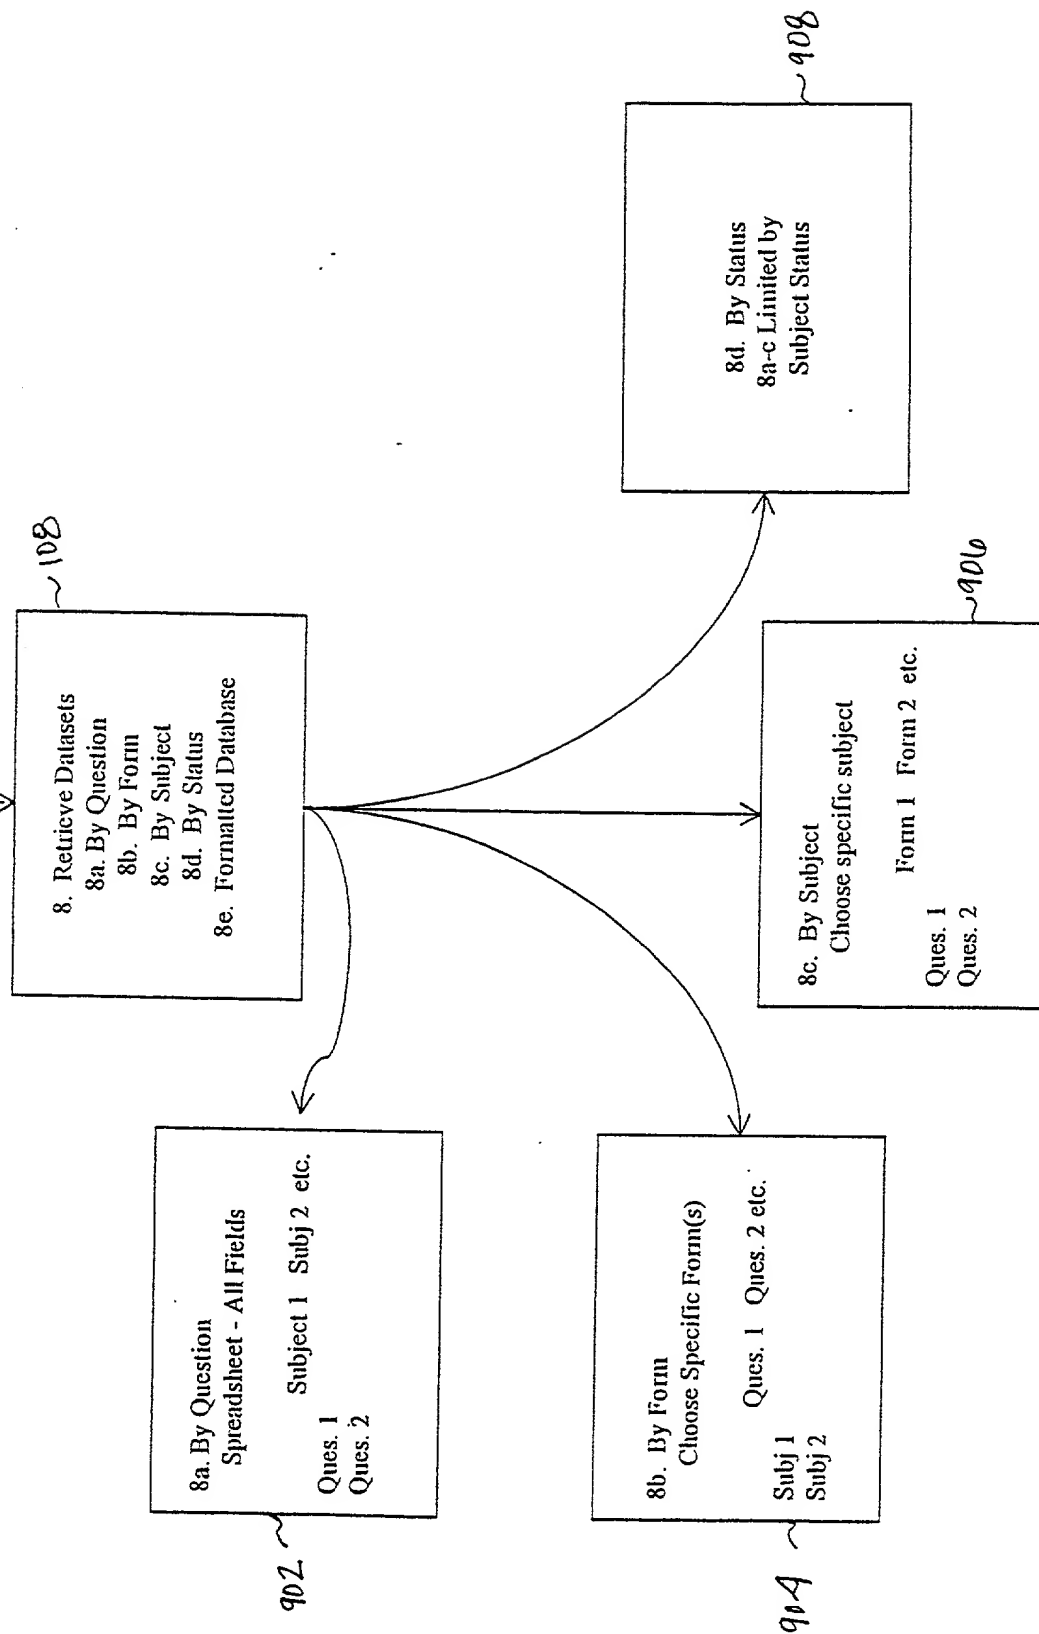 108
8. Retrieve Datasets
8a. By Question
8b. By Form
8c. By Subject
8d. By Status
8e. Formatted Database
902
8a. By Question
Spreadsheet - All Fields
Subject 1 Subj 2 etc.
Ques. 1
Ques. 2
904
8b. By Form
Choose Specific Form(s)
Ques. 1 Ques. 2 etc.
Subj 1
Subj 2
906
8c. By Subject
Choose specific subject
Form 1 Form 2 etc.
Ques. 1
Ques. 2
908
8d. By Status
8a-c Limited by
Subject Status